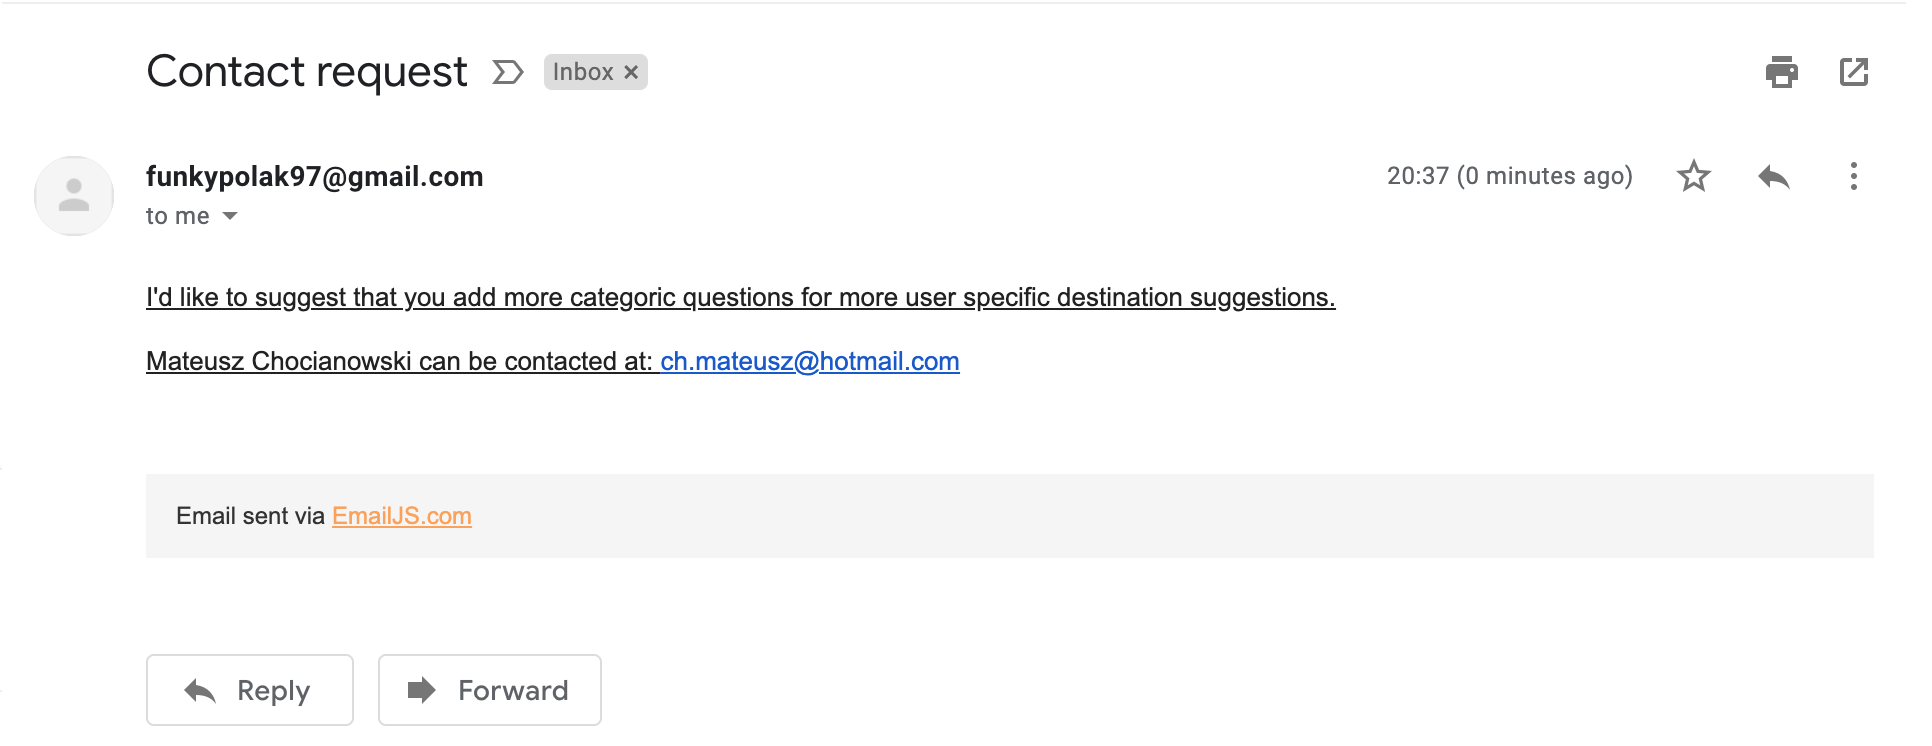 Contact request Inbox ×
funkypolak97@gmail.com 20:37 (0 minutes ago)
to me
I'd like to suggest that you add more categoric questions for more user specific destination suggestions.
Mateusz Chocianowski can be contacted at: ch.mateusz@hotmail.com
Email sent via EmailJS.com
Reply Forward